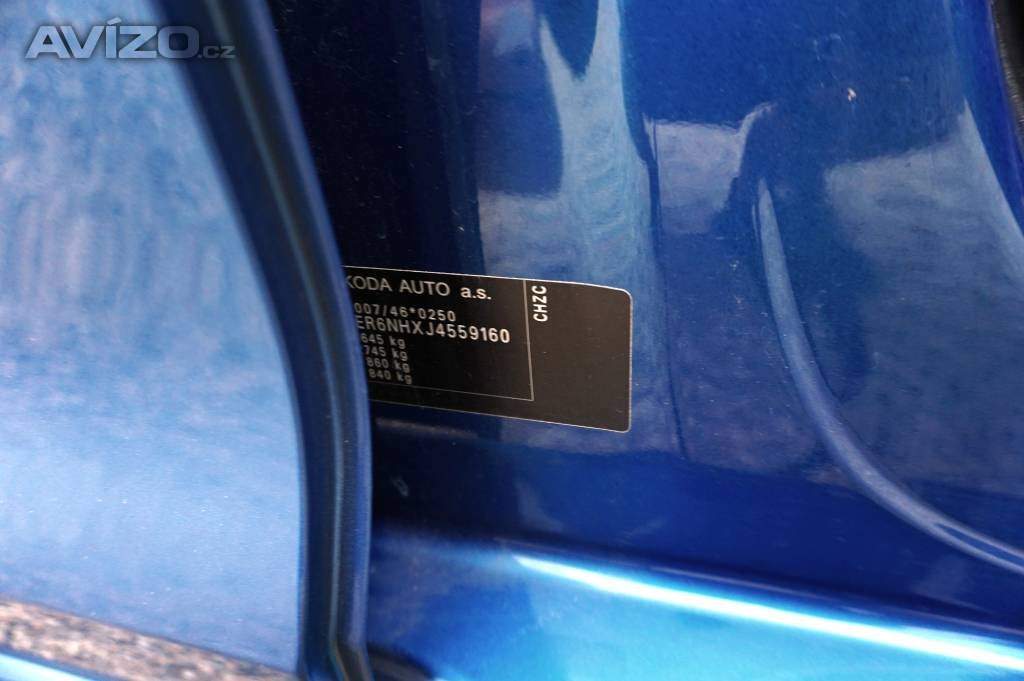 AVÍZO.cz
KODA AUTO a.s.
007/46*0250
ER6NHXJ4559160
645 kg
745 kg
860 kg
840 kg
CHZC